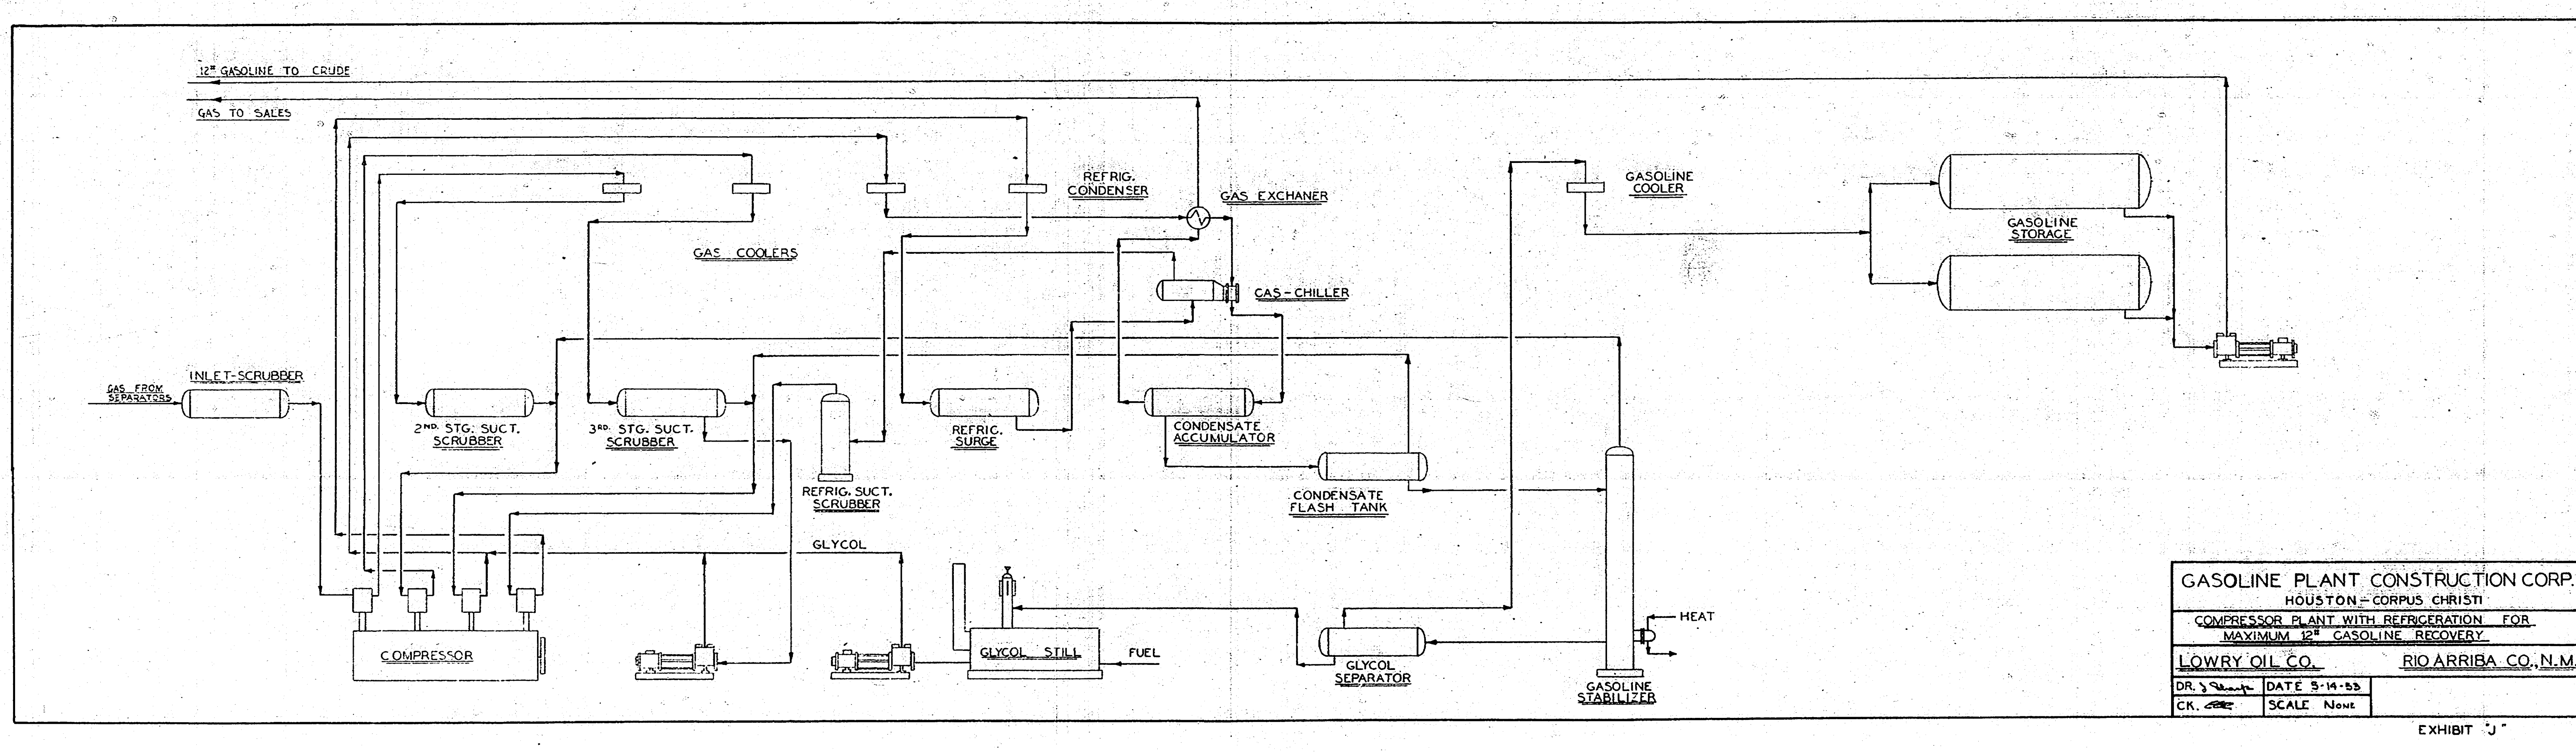 12# GASOLINE TO CRUDE
GAS TO SALES
REFRIG.
CONDENSER
GAS EXCHANER
GASOLINE
COOLER
GASOLINE
STORAGE
GAS COOLERS
GAS-CHILLER
GAS FROM
SEPARATORS
INLET-SCRUBBER
2ND. STG. SUCT.
SCRUBBER
3RD. STG. SUCT.
SCRUBBER
REFRIG.
SURGE
CONDENSATE
ACCUMULATOR
REFRIG. SUCT.
SCRUBBER
CONDENSATE
FLASH TANK
GLYCOL
COMPRESSOR
GLYCOL STILL
FUEL
GLYCOL
SEPARATOR
HEAT
GASOLINE
STABILIZER
GASOLINE PLANT CONSTRUCTION CORP.
HOUSTON-CORPUS CHRISTI
COMPRESSOR PLANT WITH REFRIGERATION FOR
MAXIMUM 12# GASOLINE RECOVERY
LOWRY OIL CO. RIO ARRIBA CO., N.M.
DR. J Sharp DATE 5-14-53
CK. SCALE NONE
EXHIBIT "J"